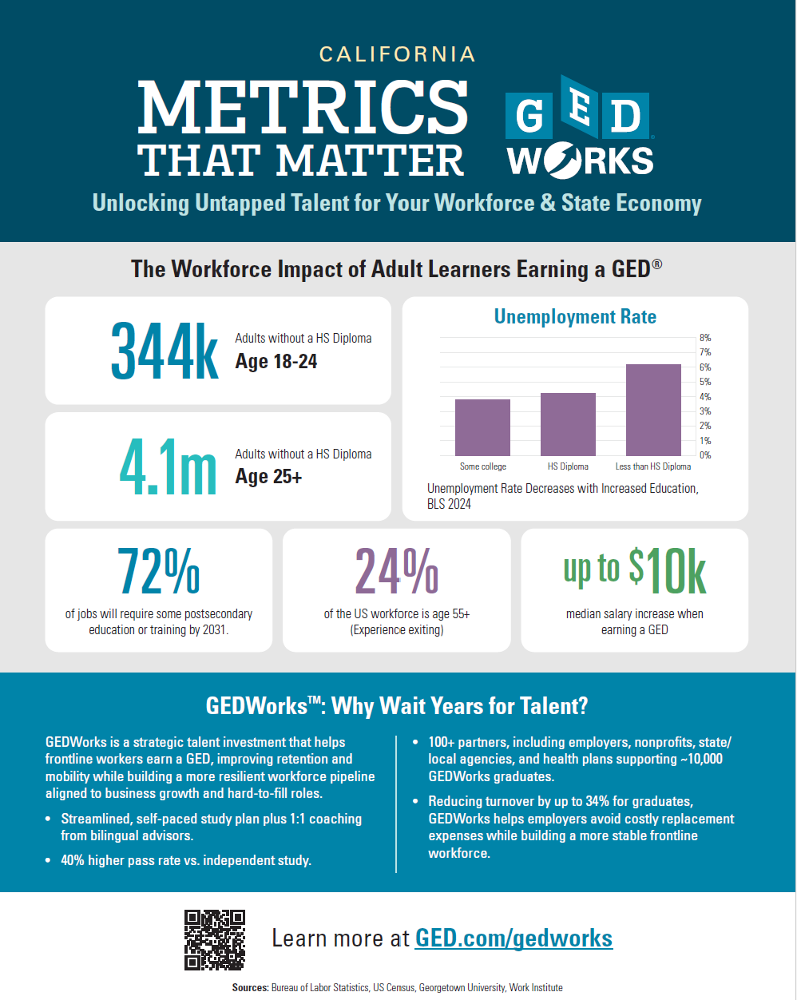 CALIFORNIA
METRICS
THAT MATTER
GED
WORKS
Unlocking Untapped Talent for Your Workforce & State Economy
The Workforce Impact of Adult Learners Earning a GED®
344k
Adults without a HS Diploma
Age 18-24
4.1m
Adults without a HS Diploma
Age 25+
Unemployment Rate
8%
7%
6%
5%
4%
3%
2%
1%
0%
Some college
HS Diploma
Less than HS Diploma
Unemployment Rate Decreases with Increased Education,
BLS 2024
72%
of jobs will require some postsecondary
education or training by 2031.
24%
of the US workforce is age 55+
(Experience exiting)
up to $10k
median salary increase when
earning a GED
GEDWorks™: Why Wait Years for Talent?
GEDWorks is a strategic talent investment that helps
frontline workers earn a GED, improving retention and
mobility while building a more resilient workforce pipeline
aligned to business growth and hard-to-fill roles.
• Streamlined, self-paced study plan plus 1:1 coaching
from bilingual advisors.
• 40% higher pass rate vs. independent study.
• 100+ partners, including employers, nonprofits, state/
local agencies, and health plans supporting ~10,000
GEDWorks graduates.
• Reducing turnover by up to 34% for graduates,
GEDWorks helps employers avoid costly replacement
expenses while building a more stable frontline
workforce.
Learn more at GED.com/gedworks
Sources: Bureau of Labor Statistics, US Census, Georgetown University, Work Institute